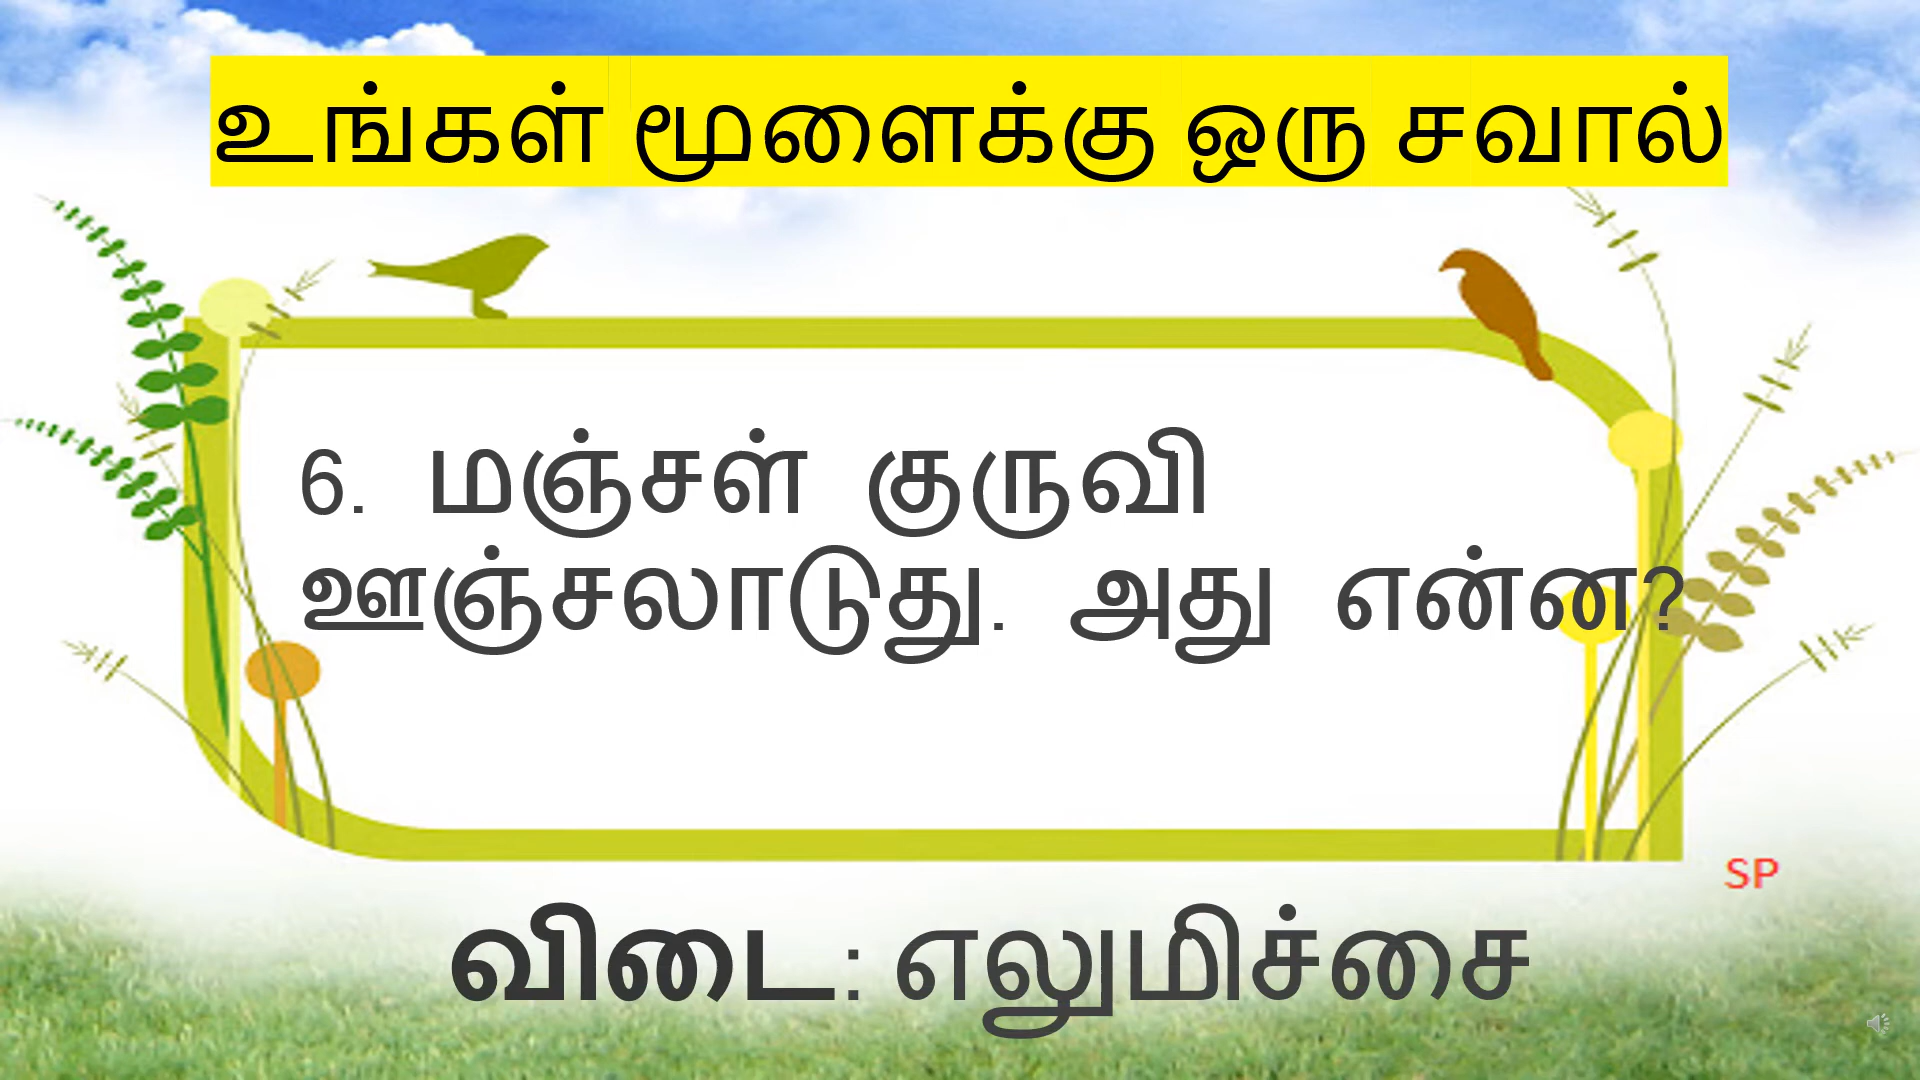 உங்கள் மூளைக்கு ஒரு சவால்
6. மஞ்சள் குருவி
ஊஞ்சலாடுது. அது என்ன?
SP
விடை: எலுமிச்சை